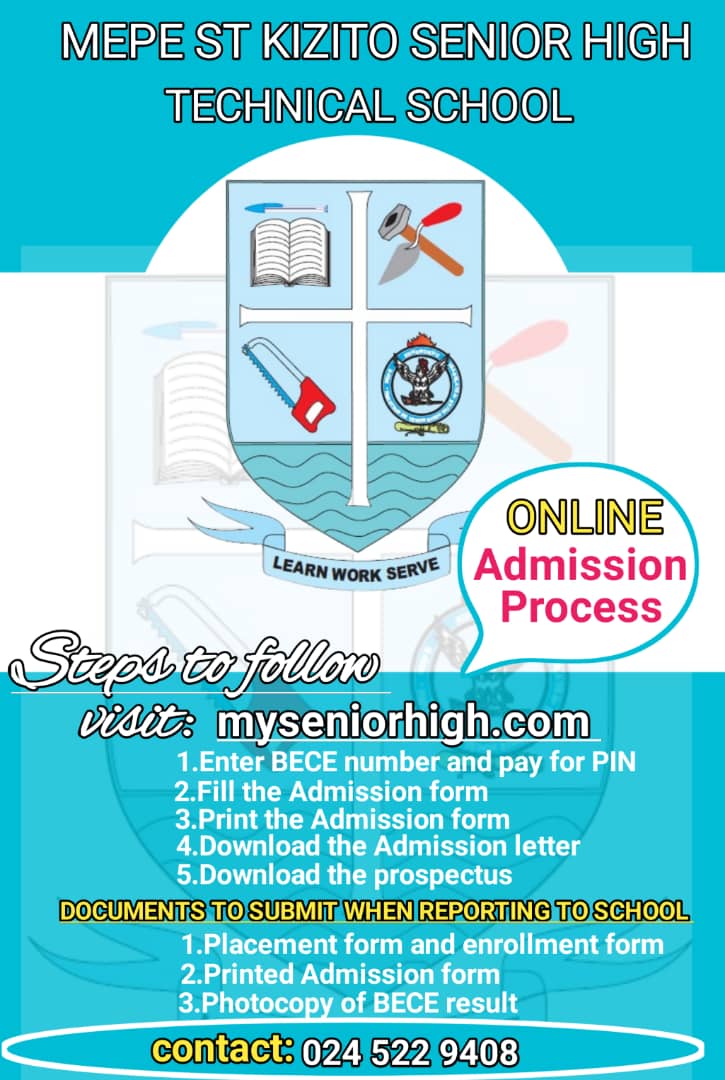 MEPE ST KIZITO SENIOR HIGH
TECHNICAL SCHOOL
LEARN WORK SERVE
ONLINE
Admission
Process
Steps to follow
visit: myseniorhigh.com
1.Enter BECE number and pay for PIN
2.Fill the Admission form
3.Print the Admission form
4.Download the Admission letter
5.Download the prospectus
DOCUMENTS TO SUBMIT WHEN REPORTING TO SCHOOL
1.Placement form and enrollment form
2.Printed Admission form
3.Photocopy of BECE result
contact: 024 522 9408